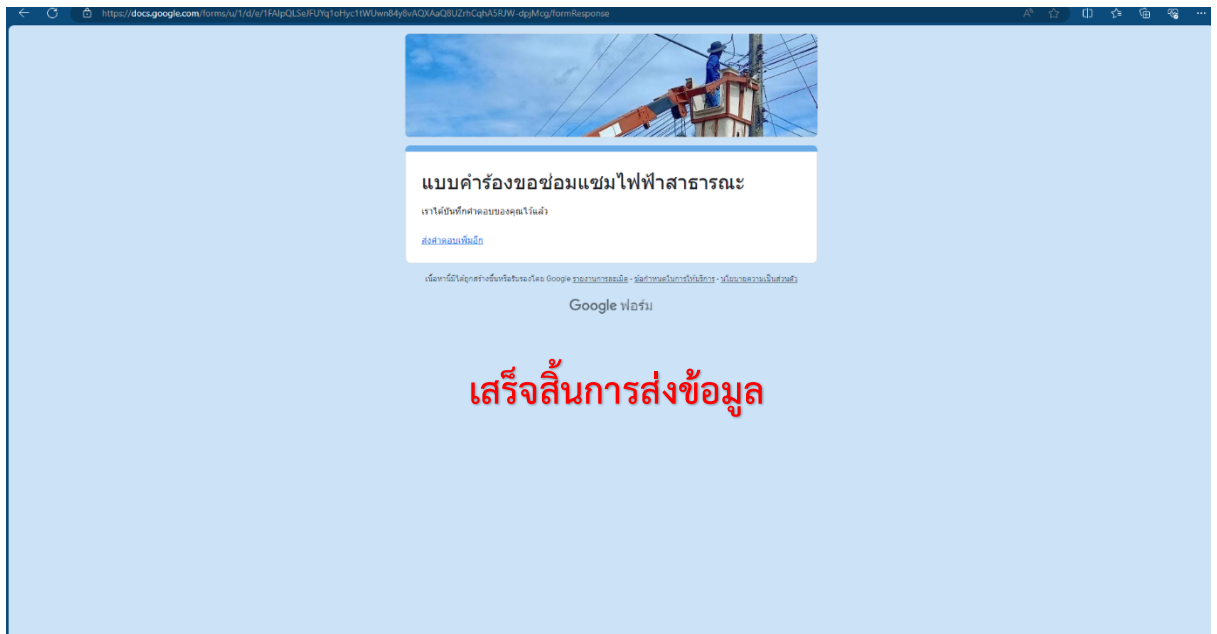 แบบคำร้องขอซ่อมแซมไฟฟ้าสาธารณะ
เราได้บันทึกคำตอบของคุณไว้แล้ว
ส่งคำตอบเพิ่มอีก
เนื้อหานี้มิได้ถูกสร้างขึ้นหรือรับรองโดย Google รายงานการละเมิด - ข้อกำหนดในการให้บริการ - นโยบายความเป็นส่วนตัว
Google ฟอร์ม
เสร็จสิ้นการส่งข้อมูล